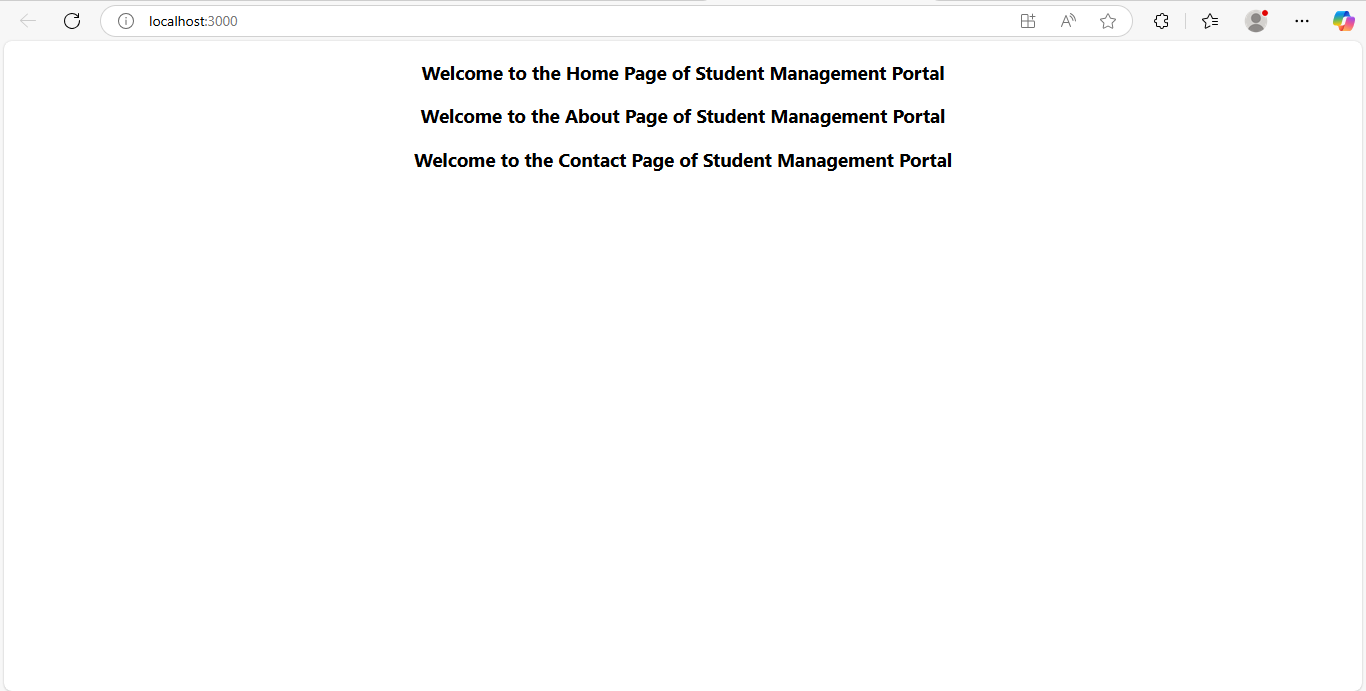 localhost:3000
Welcome to the Home Page of Student Management Portal
Welcome to the About Page of Student Management Portal
Welcome to the Contact Page of Student Management Portal